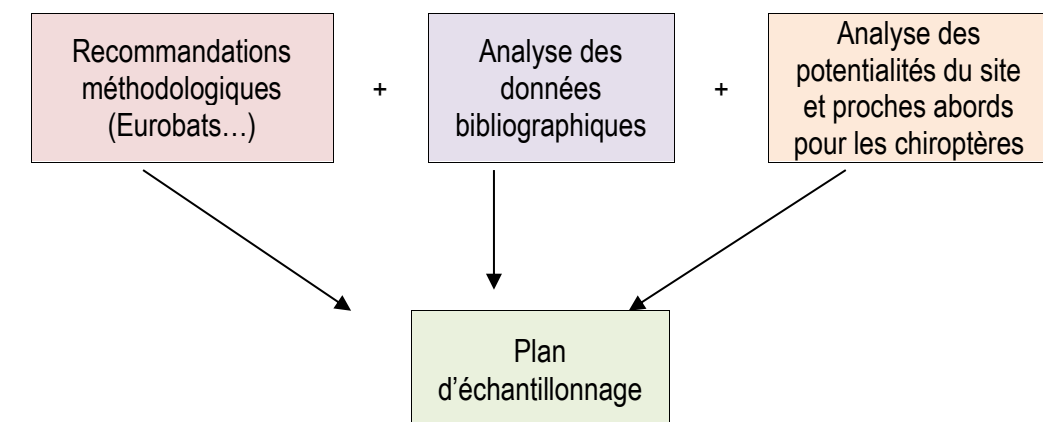 Recommandations
méthodologiques
(Eurobats…)
+
Analyse des
données
bibliographiques
+
Analyse des
potentialités du site
et proches abords
pour les chiroptères
Plan
d’échantillonnage